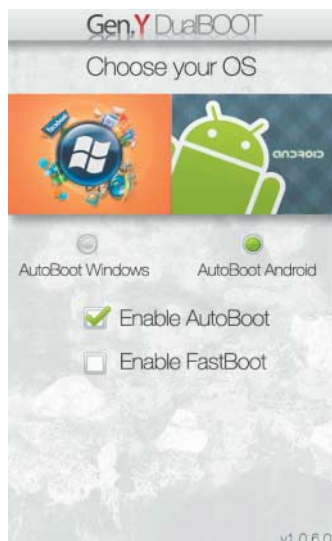 Gen.Y DualBOOT
Choose your OS
facebook
ANDROID
AutoBoot Windows
AutoBoot Android
Enable AutoBoot
Enable FastBoot
v1.0.6.0